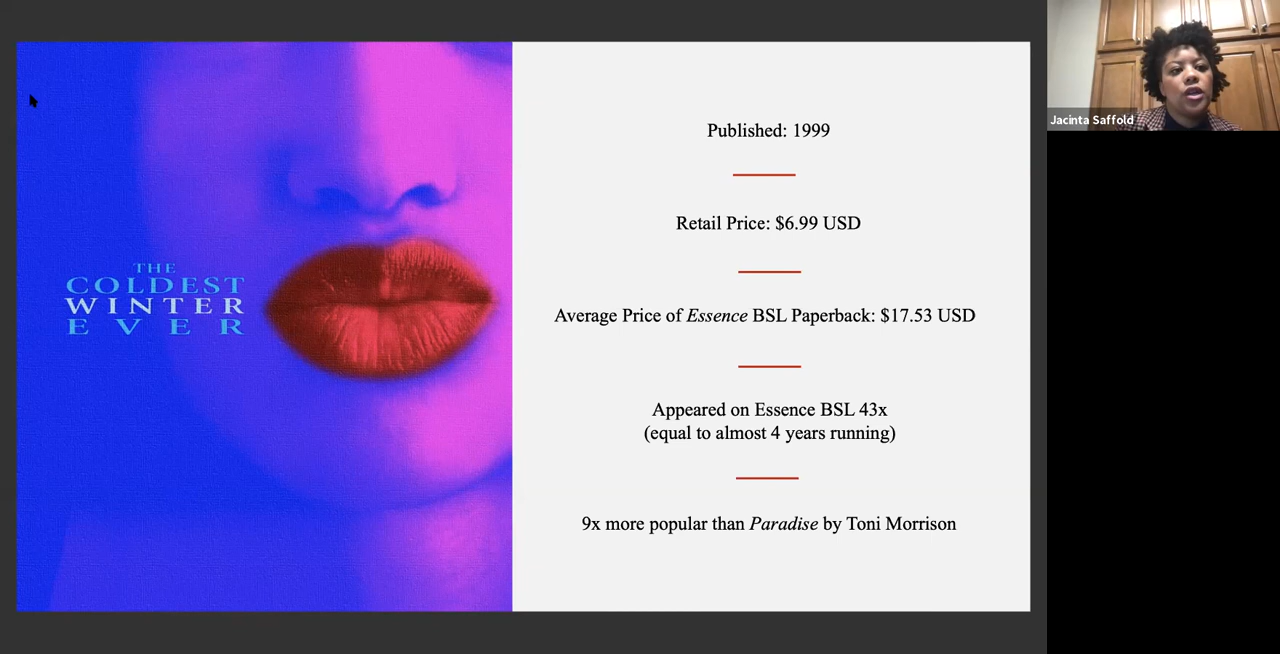 THE
COLDEST
WINTER
EVER
Published: 1999
Retail Price: $6.99 USD
Average Price of Essence BSL Paperback: $17.53 USD
Appeared on Essence BSL 43x
(equal to almost 4 years running)
9x more popular than Paradise by Toni Morrison
Jacinta Saffold